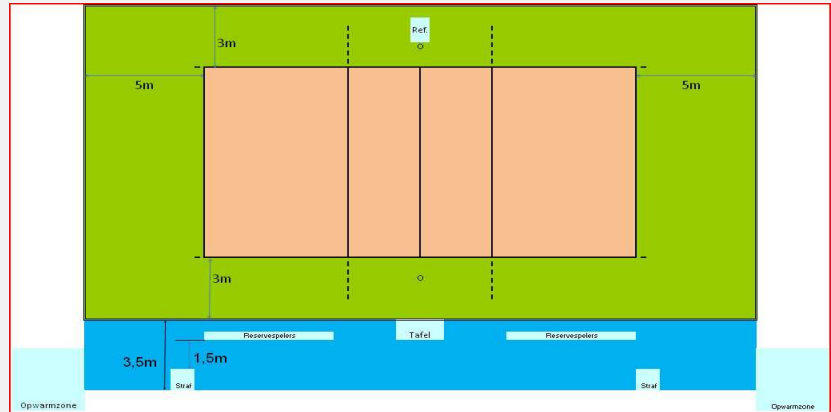 Ref.
3m
5m
5m
3m
Reservespelers
Tafel
Reservespelers
3,5m
1,5m
Straf
Straf
Opwarmzone
Opwarmzone